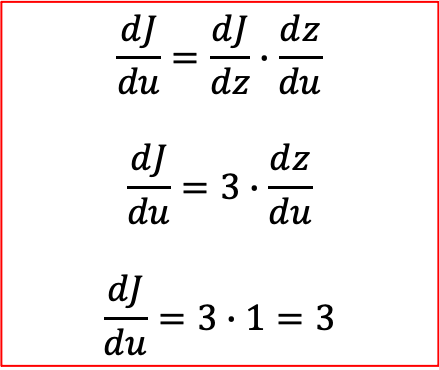 dJ/du = dJ/dz · dz/du
dJ/du = 3 · dz/du
dJ/du = 3 · 1 = 3